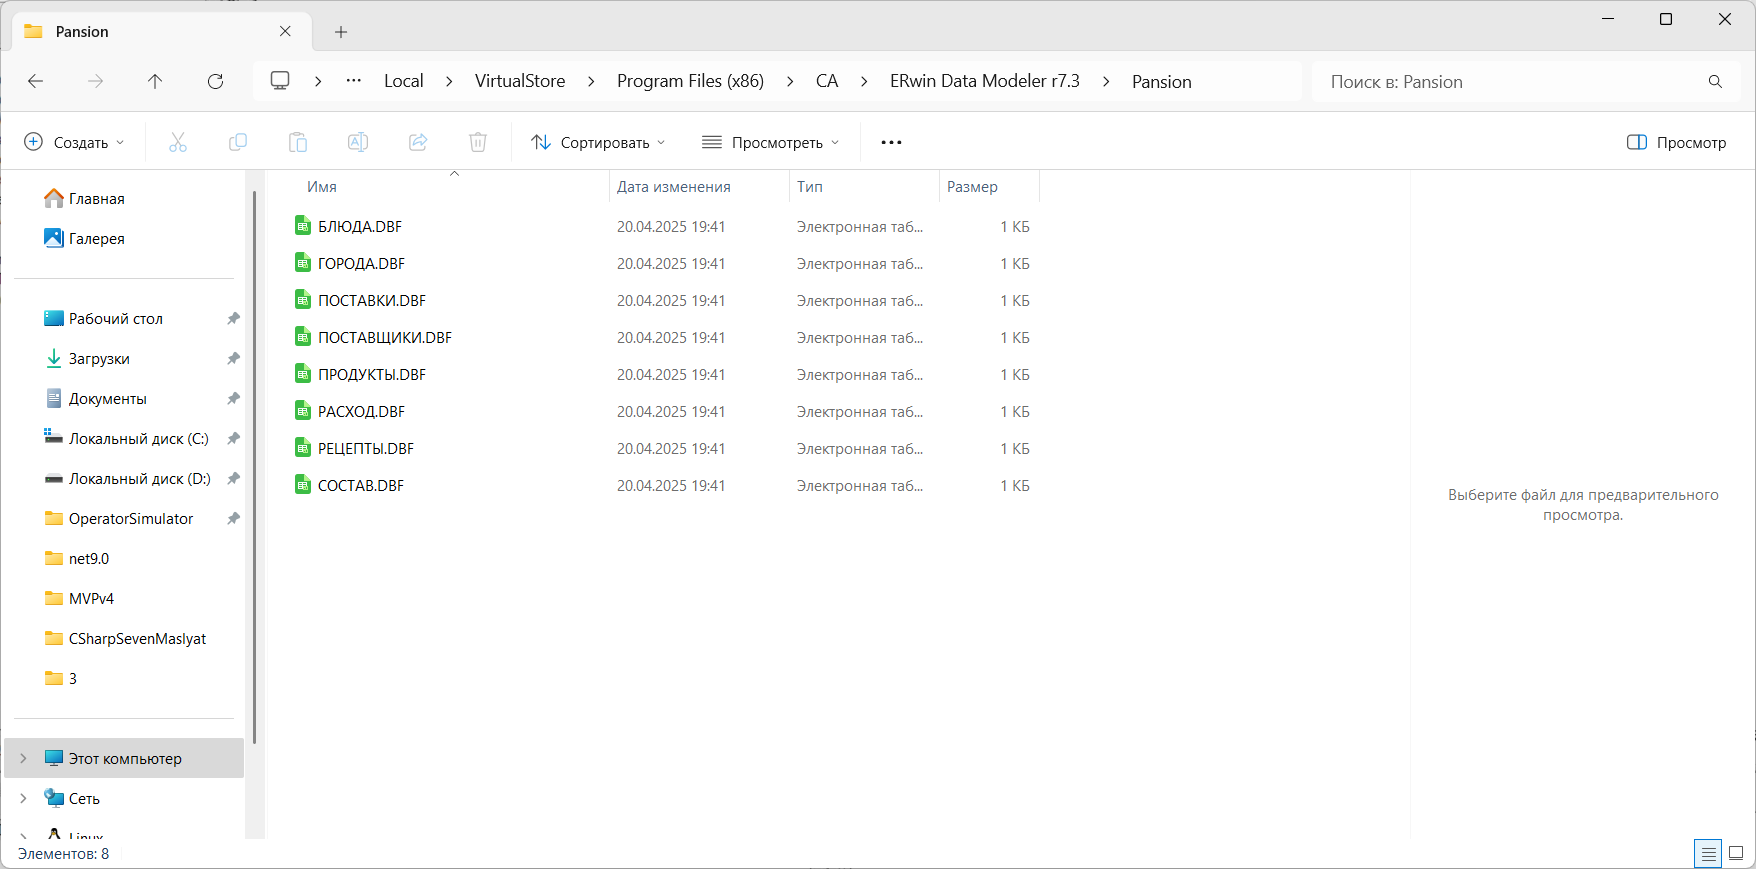 Pansion
Local VirtualStore Program Files (x86) CA ERwin Data Modeler r7.3 Pansion
Поиск в: Pansion
Создать Сортировать Просмотреть Просмотр
Имя Дата изменения Тип Размер
БЛЮДА.DBF 20.04.2025 19:41 Электронная таб... 1 КБ
ГОРОДА.DBF 20.04.2025 19:41 Электронная таб... 1 КБ
ПОСТАВКИ.DBF 20.04.2025 19:41 Электронная таб... 1 КБ
ПОСТАВЩИКИ.DBF 20.04.2025 19:41 Электронная таб... 1 КБ
ПРОДУКТЫ.DBF 20.04.2025 19:41 Электронная таб... 1 КБ
РАСХОД.DBF 20.04.2025 19:41 Электронная таб... 1 КБ
РЕЦЕПТЫ.DBF 20.04.2025 19:41 Электронная таб... 1 КБ
СОСТАВ.DBF 20.04.2025 19:41 Электронная таб... 1 КБ
Главная
Галерея
Рабочий стол
Загрузки
Документы
Локальный диск (C:)
Локальный диск (D:)
OperatorSimulator
net9.0
MVPv4
CSharpSevenMaslyat
3
Этот компьютер
Сеть
Linux
Выберите файл для предварительного
просмотра.
Элементов: 8